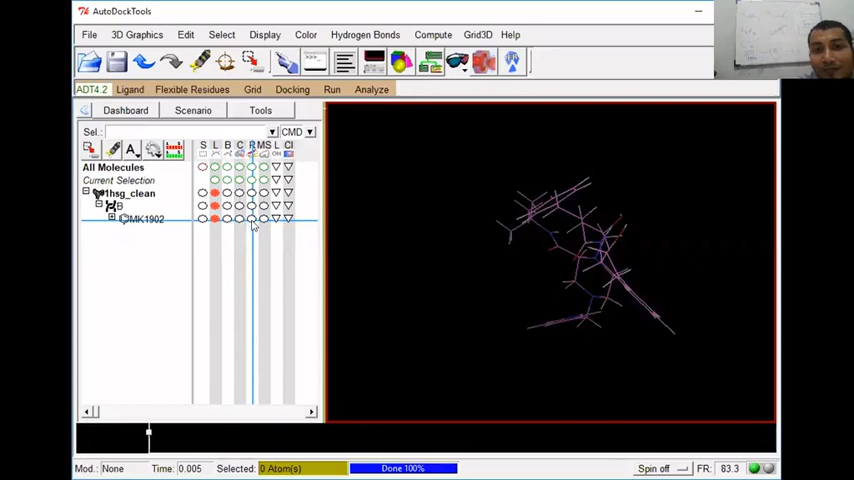 AutoDockTools
File 3D Graphics Edit Select Display Color Hydrogen Bonds Compute Grid3D Help
ADT4.2 Ligand Flexible Residues Grid Docking Run Analyze
Dashboard Scenario Tools
Sel.: CMD
A
S L B C R MS L Cl
All Molecules
Current Selection
1hsg_clean
B
MK1902
Mod.: None Time: 0.005 Selected: 0 Atom(s) Done 100% Spin off FR: 83.3